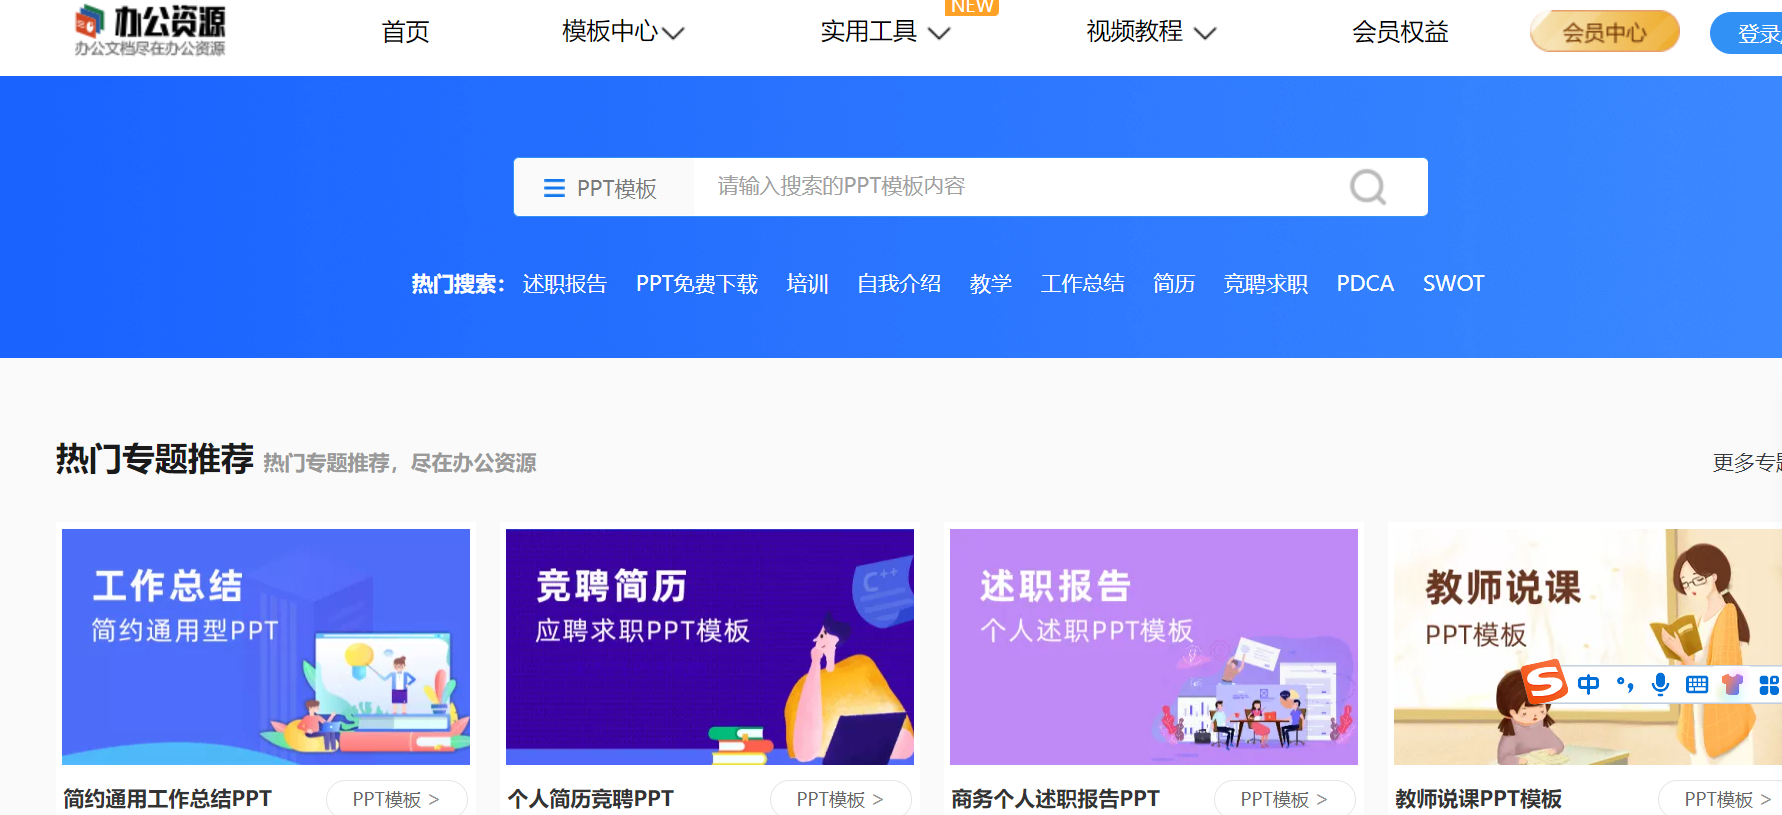 办公资源
办公文档尽在办公资源
首页
模板中心
实用工具
NEW
视频教程
会员权益
会员中心
登录
PPT模板
请输入搜索的PPT模板内容
热门搜索： 述职报告 PPT免费下载 培训 自我介绍 教学 工作总结 简历 竞聘求职 PDCA SWOT
热门专题推荐 热门专题推荐，尽在办公资源
更多专题
工作总结
简约通用型PPT
竞聘简历
应聘求职PPT模板
C++
述职报告
个人述职PPT模板
教师说课
PPT模板
S 中
简约通用工作总结PPT PPT模板 >
个人简历竞聘PPT PPT模板 >
商务个人述职报告PPT PPT模板 >
教师说课PPT模板 PPT模板 >